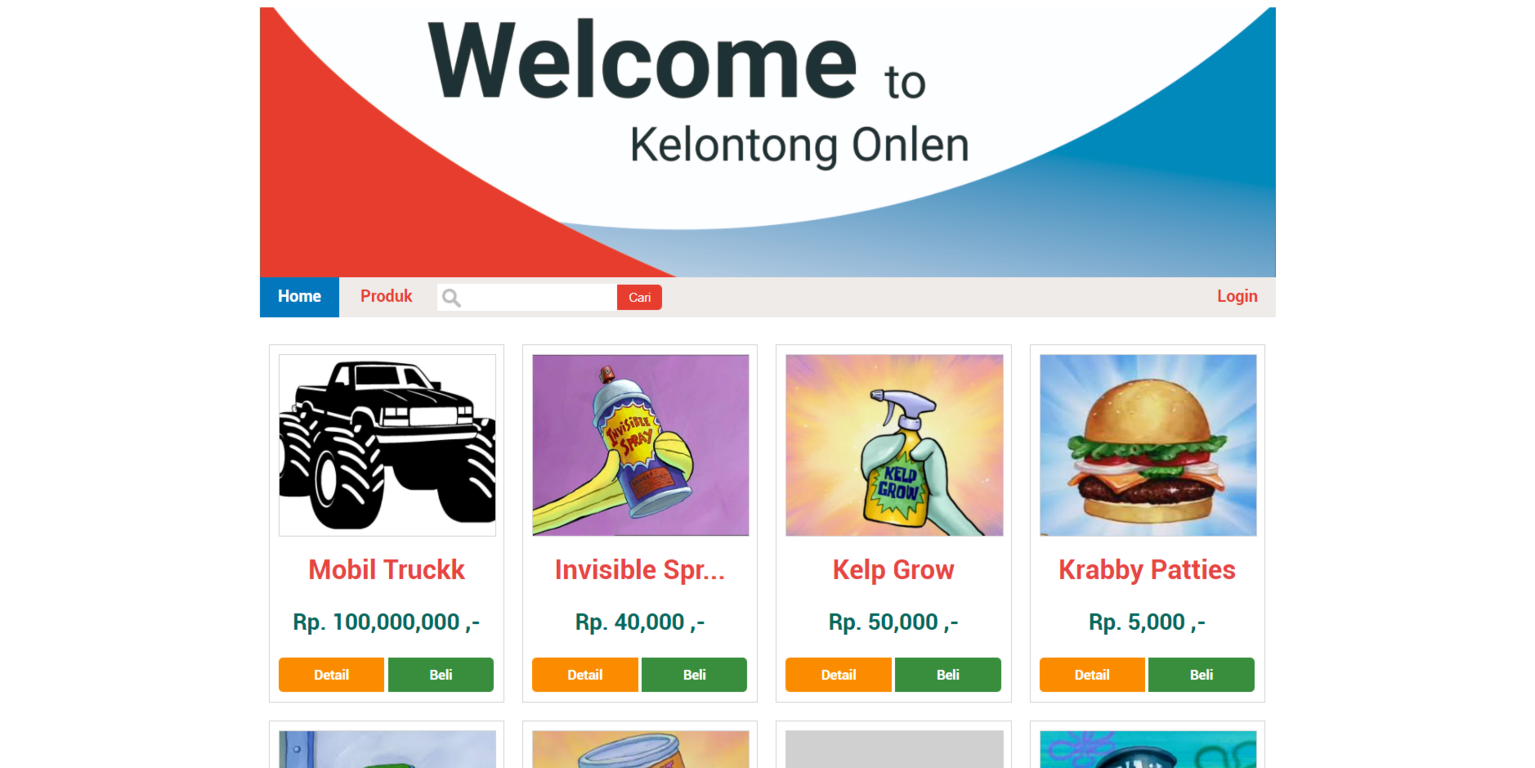 Welcome to
Kelontong Onlen
Home Produk Cari Login
INVISIBLE
SPRAY
KELP
GROW
Mobil Truckk
Invisible Spr...
Kelp Grow
Krabby Patties
Rp. 100,000,000 ,-
Rp. 40,000 ,-
Rp. 50,000 ,-
Rp. 5,000 ,-
Detail Beli
Detail Beli
Detail Beli
Detail Beli